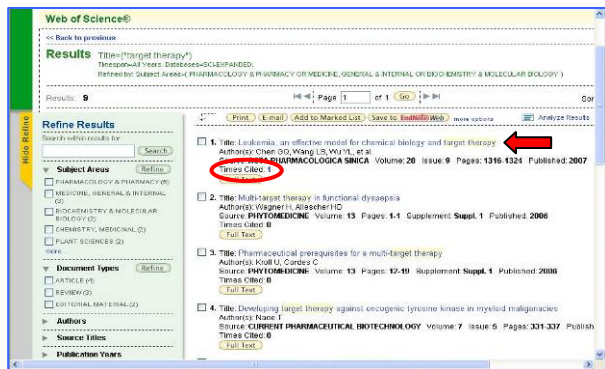 Web of Science®
<< Back to previous
Results Title=("target therapy")
Timespan=All Years. Databases=SCI-EXPANDED.
Refined by: Subject Areas=( PHARMACOLOGY & PHARMACY OR MEDICINE, GENERAL & INTERNAL OR BIOCHEMISTRY & MOLECULAR BIOLOGY )
Results: 9
Page 1 of 1 Go
Sor
Hide Refine
Refine Results
Search within results for
Search
Subject Areas Refine
PHARMACOLOGY & PHARMACY (5)
MEDICINE, GENERAL & INTERNAL (3)
BIOCHEMISTRY & MOLECULAR BIOLOGY (2)
CHEMISTRY, MEDICINAL (2)
PLANT SCIENCES (2)
more
Document Types Refine
ARTICLE (4)
REVIEW (3)
EDITORIAL MATERIAL (2)
Authors
Source Titles
Publication Years
Print E-mail Add to Marked List Save to EndNote Web more options Analyze Results
1. Title: Leukemia, an effective model for chemical biology and target therapy
Author(s): Chen GQ, Wang LS, Wu YL, et al.
Source: ACTA PHARMACOLOGICA SINICA Volume: 28 Issue: 9 Pages: 1316-1324 Published: 2007
Times Cited: 1
Full Text
2. Title: Multi-target therapy in functional dyspepsia
Author(s): Wagner H, Allescher HD
Source: PHYTOMEDICINE Volume: 13 Pages: 1-1 Supplement: Suppl. 1 Published: 2006
Times Cited: 0
Full Text
3. Title: Pharmaceutical prerequisites for a multi-target therapy
Author(s): Kroll U, Cordes C
Source: PHYTOMEDICINE Volume: 13 Pages: 12-19 Supplement: Suppl. 1 Published: 2006
Times Cited: 0
Full Text
4. Title: Developing target therapy against oncogenic tyrosine kinase in myeloid maliganacies
Author(s): Naoe T
Source: CURRENT PHARMACEUTICAL BIOTECHNOLOGY Volume: 7 Issue: 5 Pages: 331-337 Publish
Times Cited: 0
Full Text